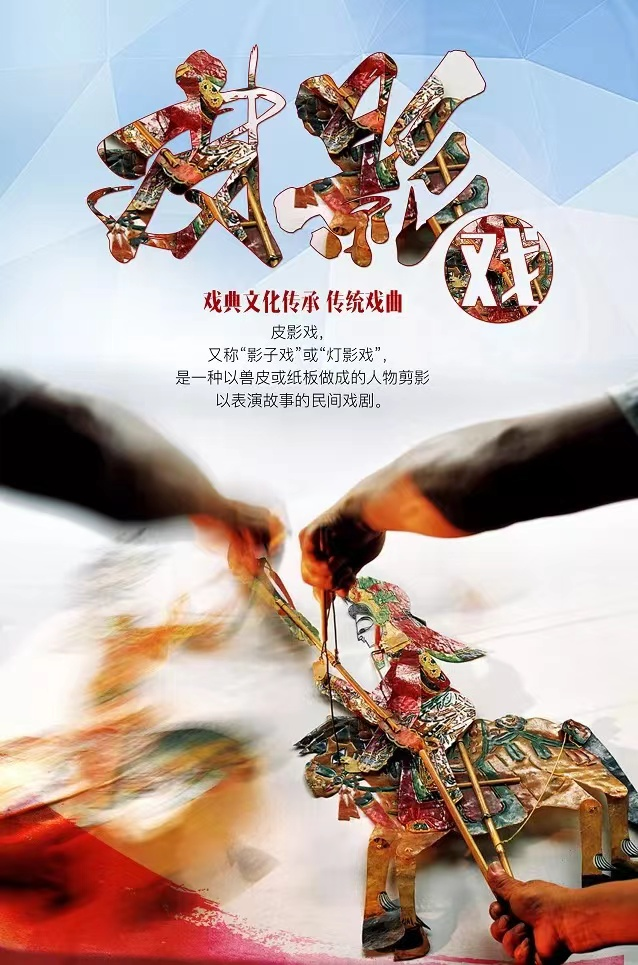 皮影戏
戏典文化传承 传统戏曲
皮影戏，
又称“影子戏”或“灯影戏”，
是一种以兽皮或纸板做成的人物剪影
以表演故事的民间戏剧。